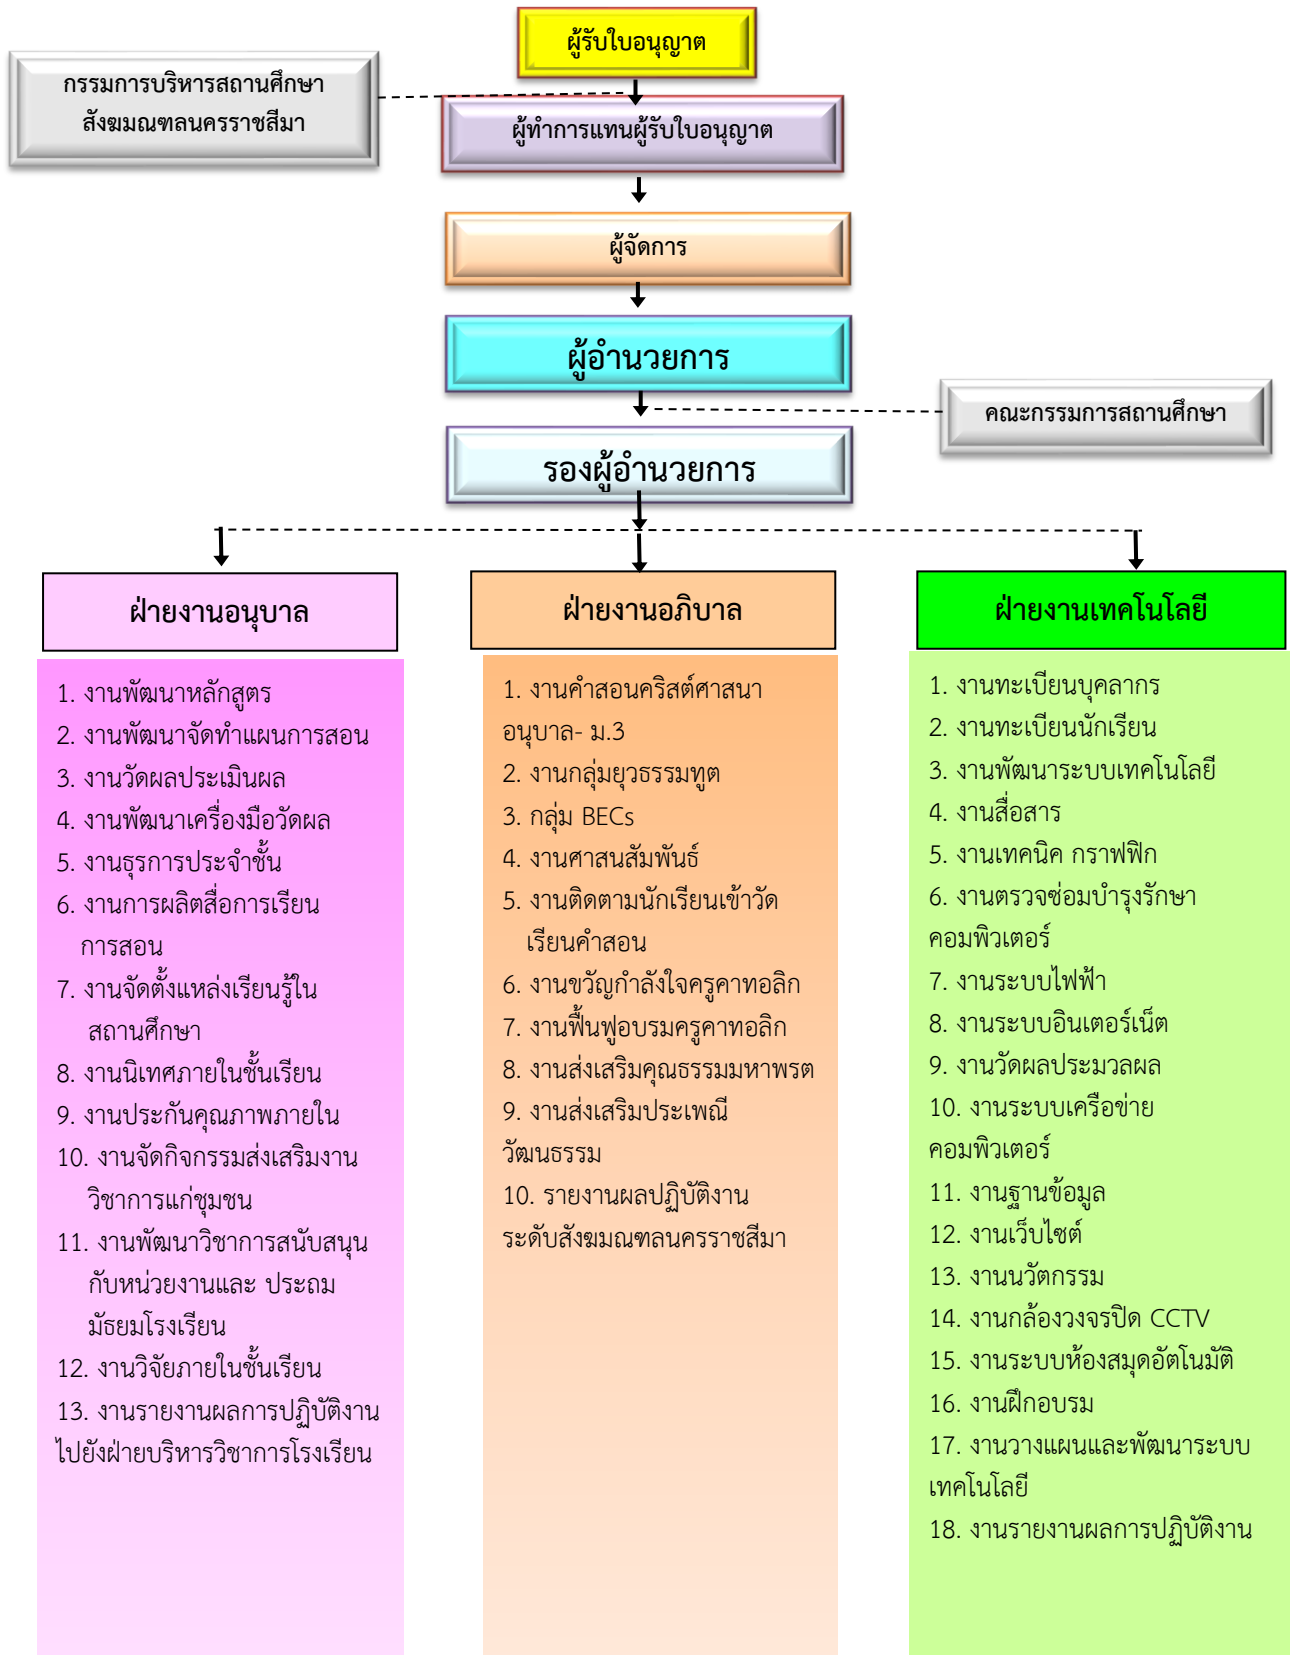 ผู้รับใบอนุญาต
กรรมการบริหารสถานศึกษา
สังฆมณฑลนครราชสีมา
ผู้ทำการแทนผู้รับใบอนุญาต
ผู้จัดการ
ผู้อำนวยการ
คณะกรรมการสถานศึกษา
รองผู้อำนวยการ
ฝ่ายงานอนุบาล
1. งานพัฒนาหลักสูตร
2. งานพัฒนาจัดทำแผนการสอน
3. งานวัดผลประเมินผล
4. งานพัฒนาเครื่องมือวัดผล
5. งานธุรการประจำชั้น
6. งานการผลิตสื่อการเรียน
การสอน
7. งานจัดตั้งแหล่งเรียนรู้ใน
สถานศึกษา
8. งานนิเทศภายในชั้นเรียน
9. งานประกันคุณภาพภายใน
10. งานจัดกิจกรรมส่งเสริมงาน
วิชาการแก่ชุมชน
11. งานพัฒนาวิชาการสนับสนุน
กับหน่วยงานและ ประถม
มัธยมโรงเรียน
12. งานวิจัยภายในชั้นเรียน
13. งานรายงานผลการปฏิบัติงาน
ไปยังฝ่ายบริหารวิชาการโรงเรียน
ฝ่ายงานอภิบาล
1. งานคำสอนคริสต์ศาสนา
อนุบาล- ม.3
2. งานกลุ่มยุวธรรมทูต
3. กลุ่ม BECs
4. งานศาสนสัมพันธ์
5. งานติดตามนักเรียนเข้าวัด
เรียนคำสอน
6. งานขวัญกำลังใจครูคาทอลิก
7. งานฟื้นฟูอบรมครูคาทอลิก
8. งานส่งเสริมคุณธรรมมหาพรต
9. งานส่งเสริมประเพณี
วัฒนธรรม
10. รายงานผลปฏิบัติงาน
ระดับสังฆมณฑลนครราชสีมา
ฝ่ายงานเทคโนโลยี
1. งานทะเบียนบุคลากร
2. งานทะเบียนนักเรียน
3. งานพัฒนาระบบเทคโนโลยี
4. งานสื่อสาร
5. งานเทคนิค กราฟฟิก
6. งานตรวจซ่อมบำรุงรักษา
คอมพิวเตอร์
7. งานระบบไฟฟ้า
8. งานระบบอินเตอร์เน็ต
9. งานวัดผลประมวลผล
10. งานระบบเครือข่าย
คอมพิวเตอร์
11. งานฐานข้อมูล
12. งานเว็บไซต์
13. งานนวัตกรรม
14. งานกล้องวงจรปิด CCTV
15. งานระบบห้องสมุดอัตโนมัติ
16. งานฝึกอบรม
17. งานวางแผนและพัฒนาระบบ
เทคโนโลยี
18. งานรายงานผลการปฏิบัติงาน